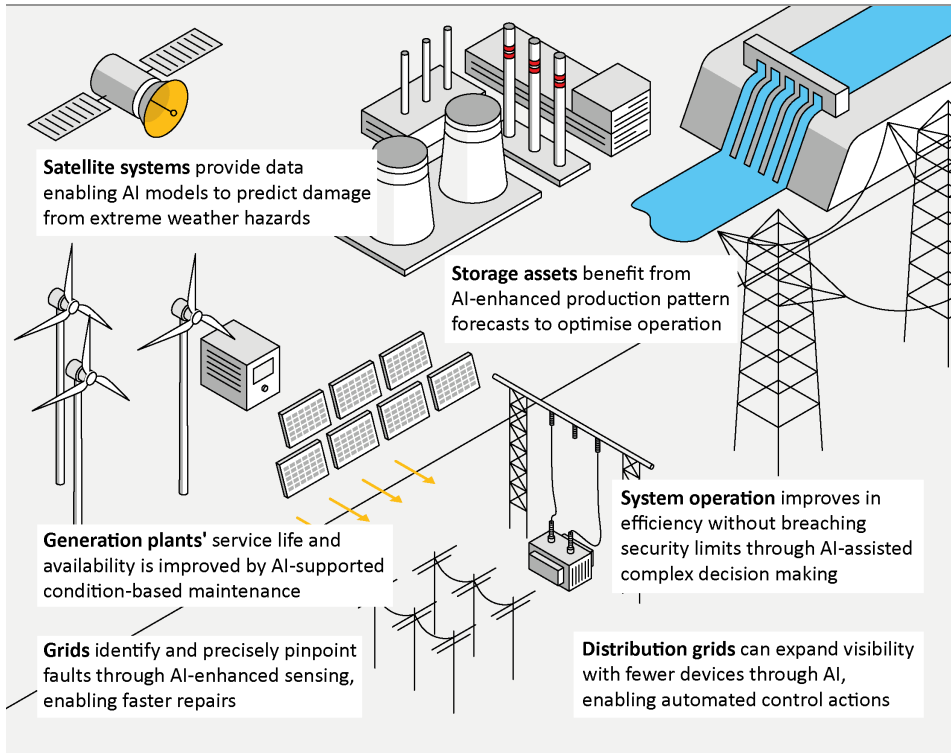 Satellite systems provide data
enabling AI models to predict damage
from extreme weather hazards
Storage assets benefit from
AI-enhanced production pattern
forecasts to optimise operation
System operation improves in
efficiency without breaching
security limits through AI-assisted
complex decision making
Generation plants' service life and
availability is improved by AI-supported
condition-based maintenance
Grids identify and precisely pinpoint
faults through AI-enhanced sensing,
enabling faster repairs
Distribution grids can expand visibility
with fewer devices through AI,
enabling automated control actions